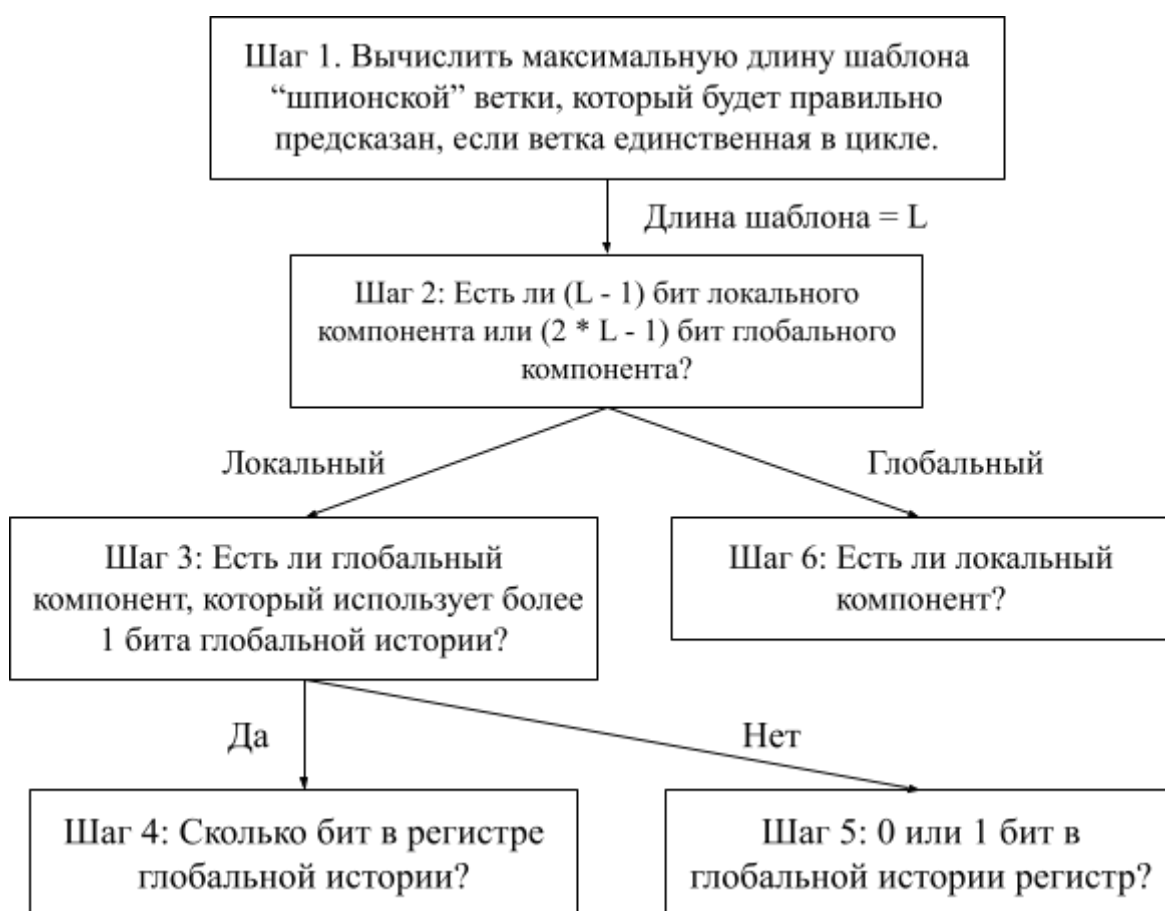 Шаг 1. Вычислить максимальную длину шаблона
“шпионской” ветки, который будет правильно
предсказан, если ветка единственная в цикле.
Длина шаблона = L
Шаг 2: Есть ли (L - 1) бит локального
компонента или (2 * L - 1) бит глобального
компонента?
Локальный
Глобальный
Шаг 3: Есть ли глобальный
компонент, который использует более
1 бита глобальной истории?
Шаг 6: Есть ли локальный
компонент?
Да
Нет
Шаг 4: Сколько бит в регистре
глобальной истории?
Шаг 5: 0 или 1 бит в
глобальной истории регистр?